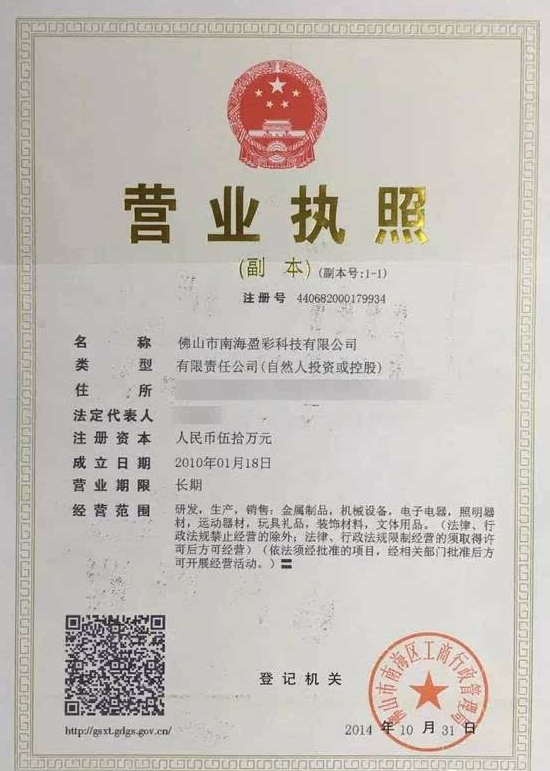 营业执照
(副 本) (副本号:1-1)
注册号 440682000179934
名 称 佛山市南海盈彩科技有限公司
类 型 有限责任公司(自然人投资或控股)
住 所
法定代表人
注册资本 人民币伍拾万元
成立日期 2010年01月18日
营业期限 长期
经营范围 研发，生产，销售：金属制品，机械设备，电子电器，照明器
材，运动器材，玩具礼品，装饰材料，文体用品。（法律、行
政法规禁止经营的除外；法律、行政法规限制经营的须取得许
可后方可经营）（依法须经批准的项目，经相关部门批准后方
可开展经营活动。）〓
佛山市南海区工商行政管理局
登记机关
http://gsxt.gdgs.gov.cn/
2014 年 10 月 31 日